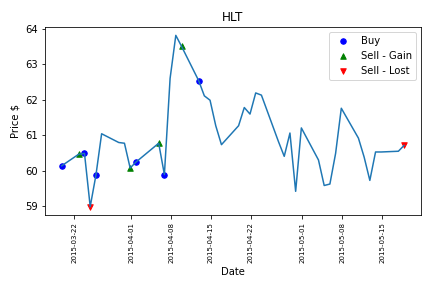 HLT
Buy
Sell - Gain
Sell - Lost
Price $
64
63
62
61
60
59
2015-03-22
2015-04-01
2015-04-08
2015-04-15
2015-04-22
2015-05-01
2015-05-08
2015-05-15
Date